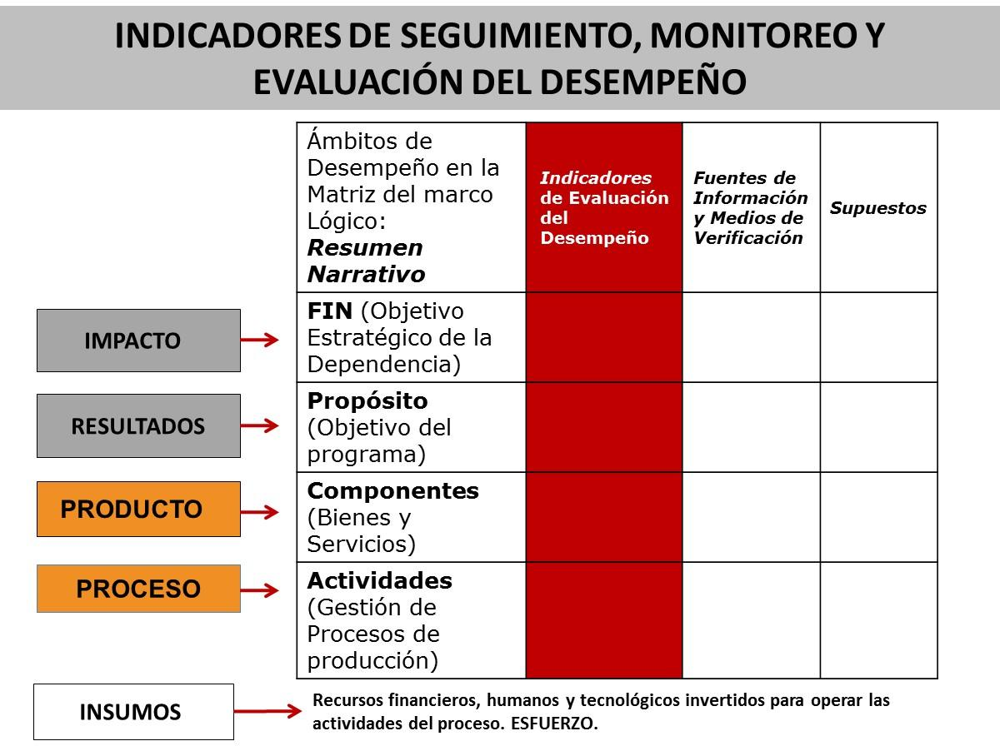 INDICADORES DE SEGUIMIENTO, MONITOREO Y
EVALUACIÓN DEL DESEMPEÑO
Ámbitos de
Desempeño en la
Matriz del marco
Lógico:
Resumen
Narrativo
Indicadores
de Evaluación
del
Desempeño
Fuentes de
Información
y Medios de
Verificación
Supuestos
IMPACTO
FIN (Objetivo
Estratégico de la
Dependencia)
RESULTADOS
Propósito
(Objetivo del
programa)
PRODUCTO
Componentes
(Bienes y
Servicios)
PROCESO
Actividades
(Gestión de
Procesos de
producción)
INSUMOS
Recursos financieros, humanos y tecnológicos invertidos para operar las
actividades del proceso. ESFUERZO.